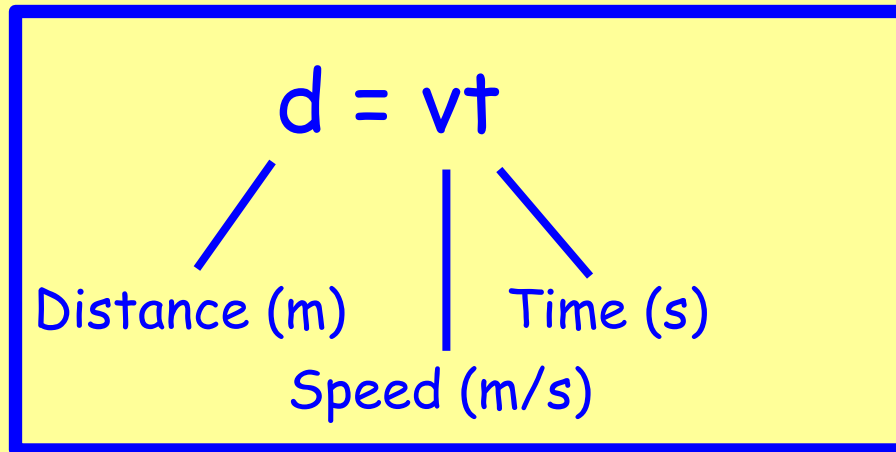 d = vt
Distance (m) Time (s)
Speed (m/s)